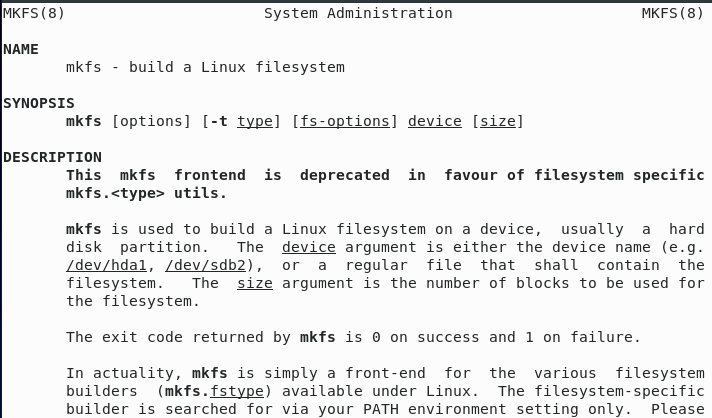 MKFS(8) System Administration MKFS(8)
NAME
mkfs - build a Linux filesystem
SYNOPSIS
mkfs [options] [-t type] [fs-options] device [size]
DESCRIPTION
This mkfs frontend is deprecated in favour of filesystem specific
mkfs.<type> utils.
mkfs is used to build a Linux filesystem on a device, usually a hard
disk partition. The device argument is either the device name (e.g.
/dev/hda1, /dev/sdb2), or a regular file that shall contain the
filesystem. The size argument is the number of blocks to be used for
the filesystem.
The exit code returned by mkfs is 0 on success and 1 on failure.
In actuality, mkfs is simply a front-end for the various filesystem
builders (mkfs.fstype) available under Linux. The filesystem-specific
builder is searched for via your PATH environment setting only. Please